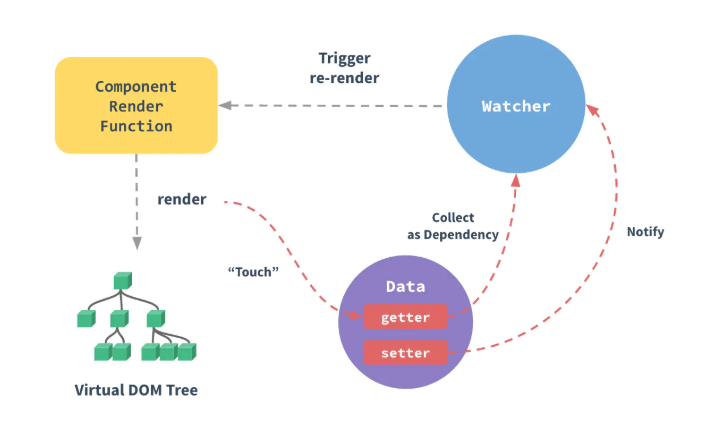 Trigger
re-render
Component
Render
Function
Watcher
render
Collect
as Dependency
Notify
“Touch”
Data
getter
setter
Virtual DOM Tree